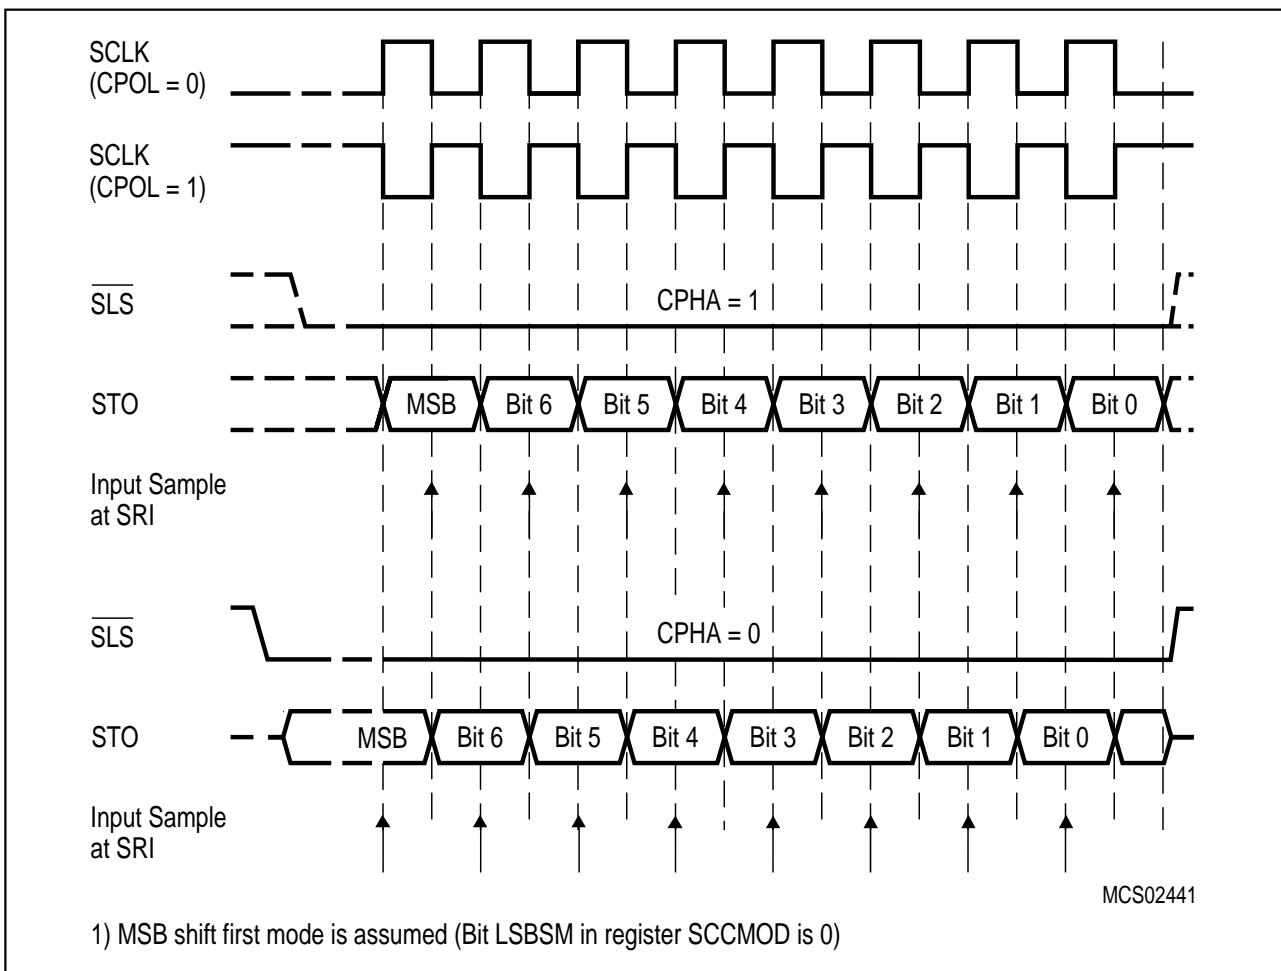 SCLK
(CPOL = 0)
SCLK
(CPOL = 1)
SLS
CPHA = 1
STO
MSB Bit 6 Bit 5 Bit 4 Bit 3 Bit 2 Bit 1 Bit 0
Input Sample
at SRI
SLS
CPHA = 0
STO
MSB Bit 6 Bit 5 Bit 4 Bit 3 Bit 2 Bit 1 Bit 0
Input Sample
at SRI
MCS02441
1) MSB shift first mode is assumed (Bit LSBSM in register SCCMOD is 0)